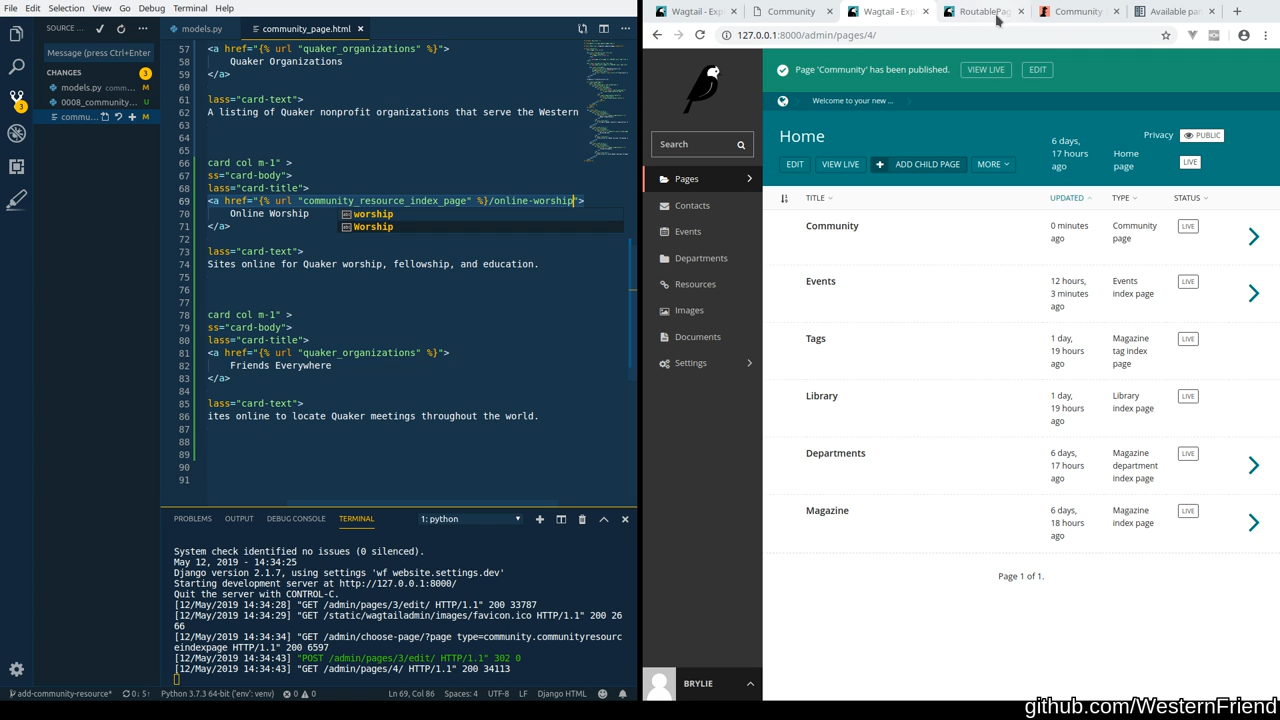 File Edit Selection View Go Debug Terminal Help
SOURCE ...
Message (Ctrl+Enter
CHANGES 3
models.py comm... M
0008_community... U
commu... M
3
models.py community_page.html
57 <a href="{% url "quaker_organizations" %}">
58 Quaker Organizations
59 </a>
60
61 lass="card-text">
62 A listing of Quaker nonprofit organizations that serve the Western
63
64
65
66 card col m-1" >
67 ss="card-body">
68 lass="card-title">
69 <a href="{% url "community_resource_index_page" %}/online-worship">
70 Online Worship
worship
71 </a>
Worship
72
73 lass="card-text">
74 Sites online for Quaker worship, fellowship, and education.
75
76
77
78 card col m-1" >
79 ss="card-body">
80 lass="card-title">
81 <a href="{% url "quaker_organizations" %}">
82 Friends Everywhere
83 </a>
84
85 lass="card-text">
86 ites online to locate Quaker meetings throughout the world.
87
88
89
90
91
PROBLEMS OUTPUT DEBUG CONSOLE TERMINAL 1: python
System check identified no issues (0 silenced).
May 12, 2019 - 14:34:25
Django version 2.1.7, using settings 'wf website.settings.dev'
Starting development server at http://127.0.0.1:8000/
Quit the server with CONTROL-C.
[12/May/2019 14:34:28] "GET /admin/pages/3/edit/ HTTP/1.1" 200 33787
[12/May/2019 14:34:29] "GET /static/wagtailadmin/images/favicon.ico HTTP/1.1" 200 26
66
[12/May/2019 14:34:34] "GET /admin/choose-page/?page type=community.communityresourc
eindexpage HTTP/1.1" 200 6597
[12/May/2019 14:34:43] "POST /admin/pages/3/edit/ HTTP/1.1" 302 0
[12/May/2019 14:34:43] "GET /admin/pages/4/ HTTP/1.1" 200 34113
add-community-resource* 0↓ 5↑ Python 3.7.3 64-bit ('env': venv) 0 0 Ln 69, Col 86 Spaces: 4 UTF-8 LF Django HTML
Wagtail - Exp Community Wagtail - Exp RoutablePag Community Available pan
127.0.0.1:8000/admin/pages/4/
Page 'Community' has been published. VIEW LIVE EDIT
Welcome to your new ...
Home
6 days, 17 hours ago
Home page
Privacy PUBLIC
LIVE
EDIT VIEW LIVE ADD CHILD PAGE MORE
Search
Pages
Contacts
Events
Departments
Resources
Images
Documents
Settings
BRYLIE
TITLE UPDATED TYPE STATUS
Community 0 minutes ago Community page LIVE
Events 12 hours, 3 minutes ago Events index page LIVE
Tags 1 day, 19 hours ago Magazine tag index page LIVE
Library 1 day, 19 hours ago Library index page LIVE
Departments 6 days, 17 hours ago Magazine department index page LIVE
Magazine 6 days, 18 hours ago Magazine index page LIVE
Page 1 of 1.
github.com/WesternFriend